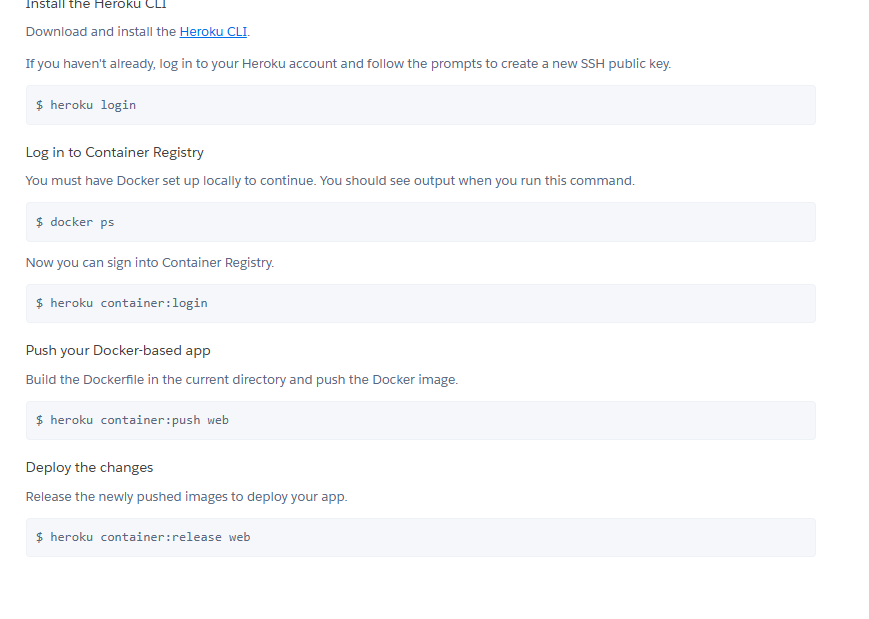 Install the Heroku CLI
Download and install the Heroku CLI.
If you haven't already, log in to your Heroku account and follow the prompts to create a new SSH public key.
$ heroku login
Log in to Container Registry
You must have Docker set up locally to continue. You should see output when you run this command.
$ docker ps
Now you can sign into Container Registry.
$ heroku container:login
Push your Docker-based app
Build the Dockerfile in the current directory and push the Docker image.
$ heroku container:push web
Deploy the changes
Release the newly pushed images to deploy your app.
$ heroku container:release web